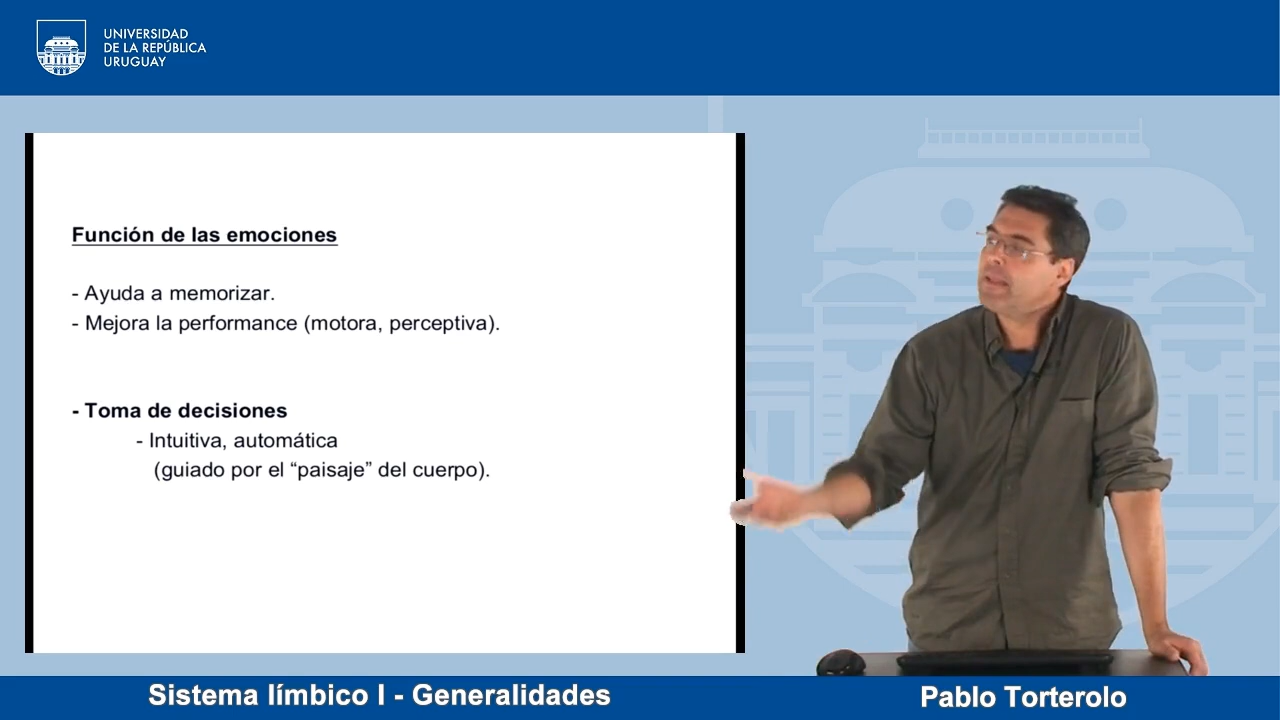 UNIVERSIDAD
DE LA REPÚBLICA
URUGUAY
Función de las emociones
- Ayuda a memorizar.
- Mejora la performance (motora, perceptiva).
- Toma de decisiones
- Intuitiva, automática
(guiado por el “paisaje” del cuerpo).
Sistema límbico I - Generalidades
Pablo Torterolo